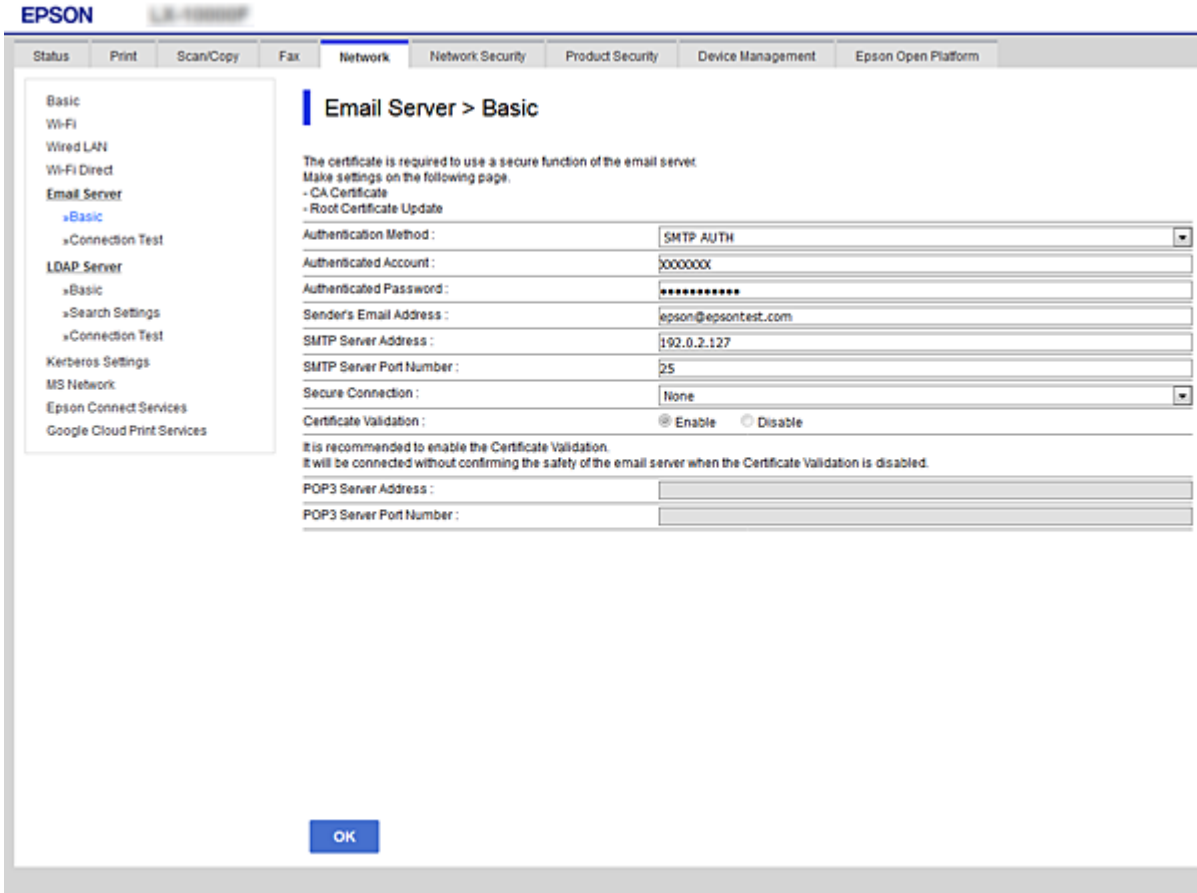 EPSON
Status Print Scan/Copy Fax Network Network Security Product Security Device Management Epson Open Platform
Basic
Wi-Fi
Wired LAN
Wi-Fi Direct
Email Server
»Basic
»Connection Test
LDAP Server
»Basic
»Search Settings
»Connection Test
Kerberos Settings
MS Network
Epson Connect Services
Google Cloud Print Services
Email Server > Basic
The certificate is required to use a secure function of the email server.
Make settings on the following page.
- CA Certificate
- Root Certificate Update
Authentication Method : SMTP AUTH
Authenticated Account : XXXXXXX
Authenticated Password : •••••••••••
Sender's Email Address : epson@epsontest.com
SMTP Server Address : 192.0.2.127
SMTP Server Port Number : 25
Secure Connection : None
Certificate Validation : Enable Disable
It is recommended to enable the Certificate Validation.
It will be connected without confirming the safety of the email server when the Certificate Validation is disabled.
POP3 Server Address :
POP3 Server Port Number :
OK